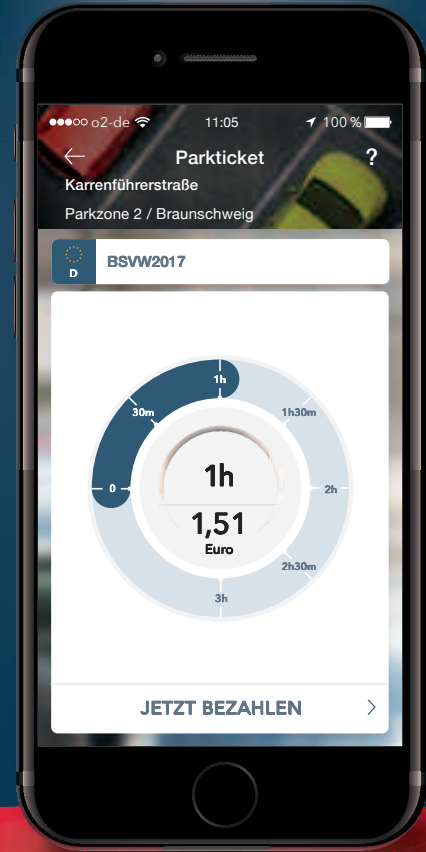 o2-de 11:05 100 %
Parkticket ?
Karrenführerstraße
Parkzone 2 / Braunschweig
D BSVW2017
1h
30m 1h30m
0 2h
1h
1,51
Euro
2h30m
3h
JETZT BEZAHLEN